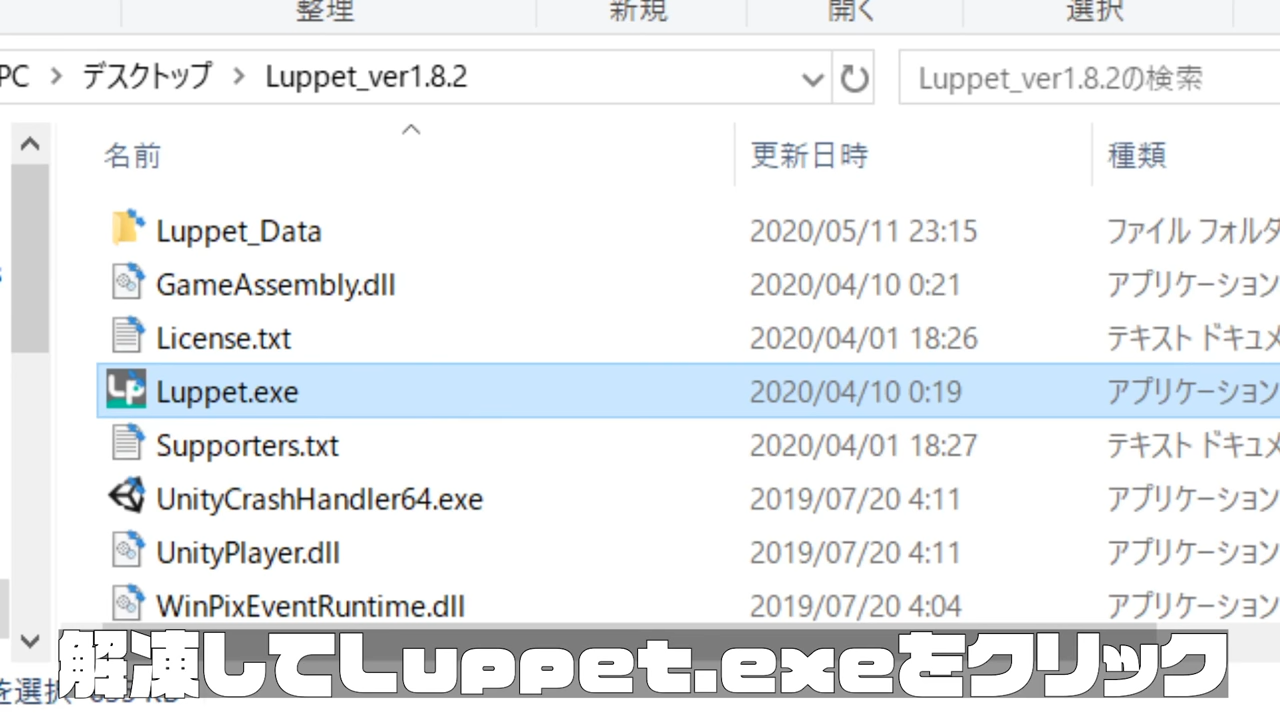 整理 新規 開く 選択
PC > デスクトップ > Luppet_ver1.8.2 Luppet_ver1.8.2の検索
名前 更新日時 種類
Luppet_Data 2020/05/11 23:15 ファイル フォルダ
GameAssembly.dll 2020/04/10 0:21 アプリケーション
License.txt 2020/04/01 18:26 テキスト ドキュメ
Luppet.exe 2020/04/10 0:19 アプリケーション
Supporters.txt 2020/04/01 18:27 テキスト ドキュメ
UnityCrashHandler64.exe 2019/07/20 4:11 アプリケーション
UnityPlayer.dll 2019/07/20 4:11 アプリケーション
WinPixEventRuntime.dll 2019/07/20 4:04 アプリケーション
解凍してLuppet.exeをクリック
を選択